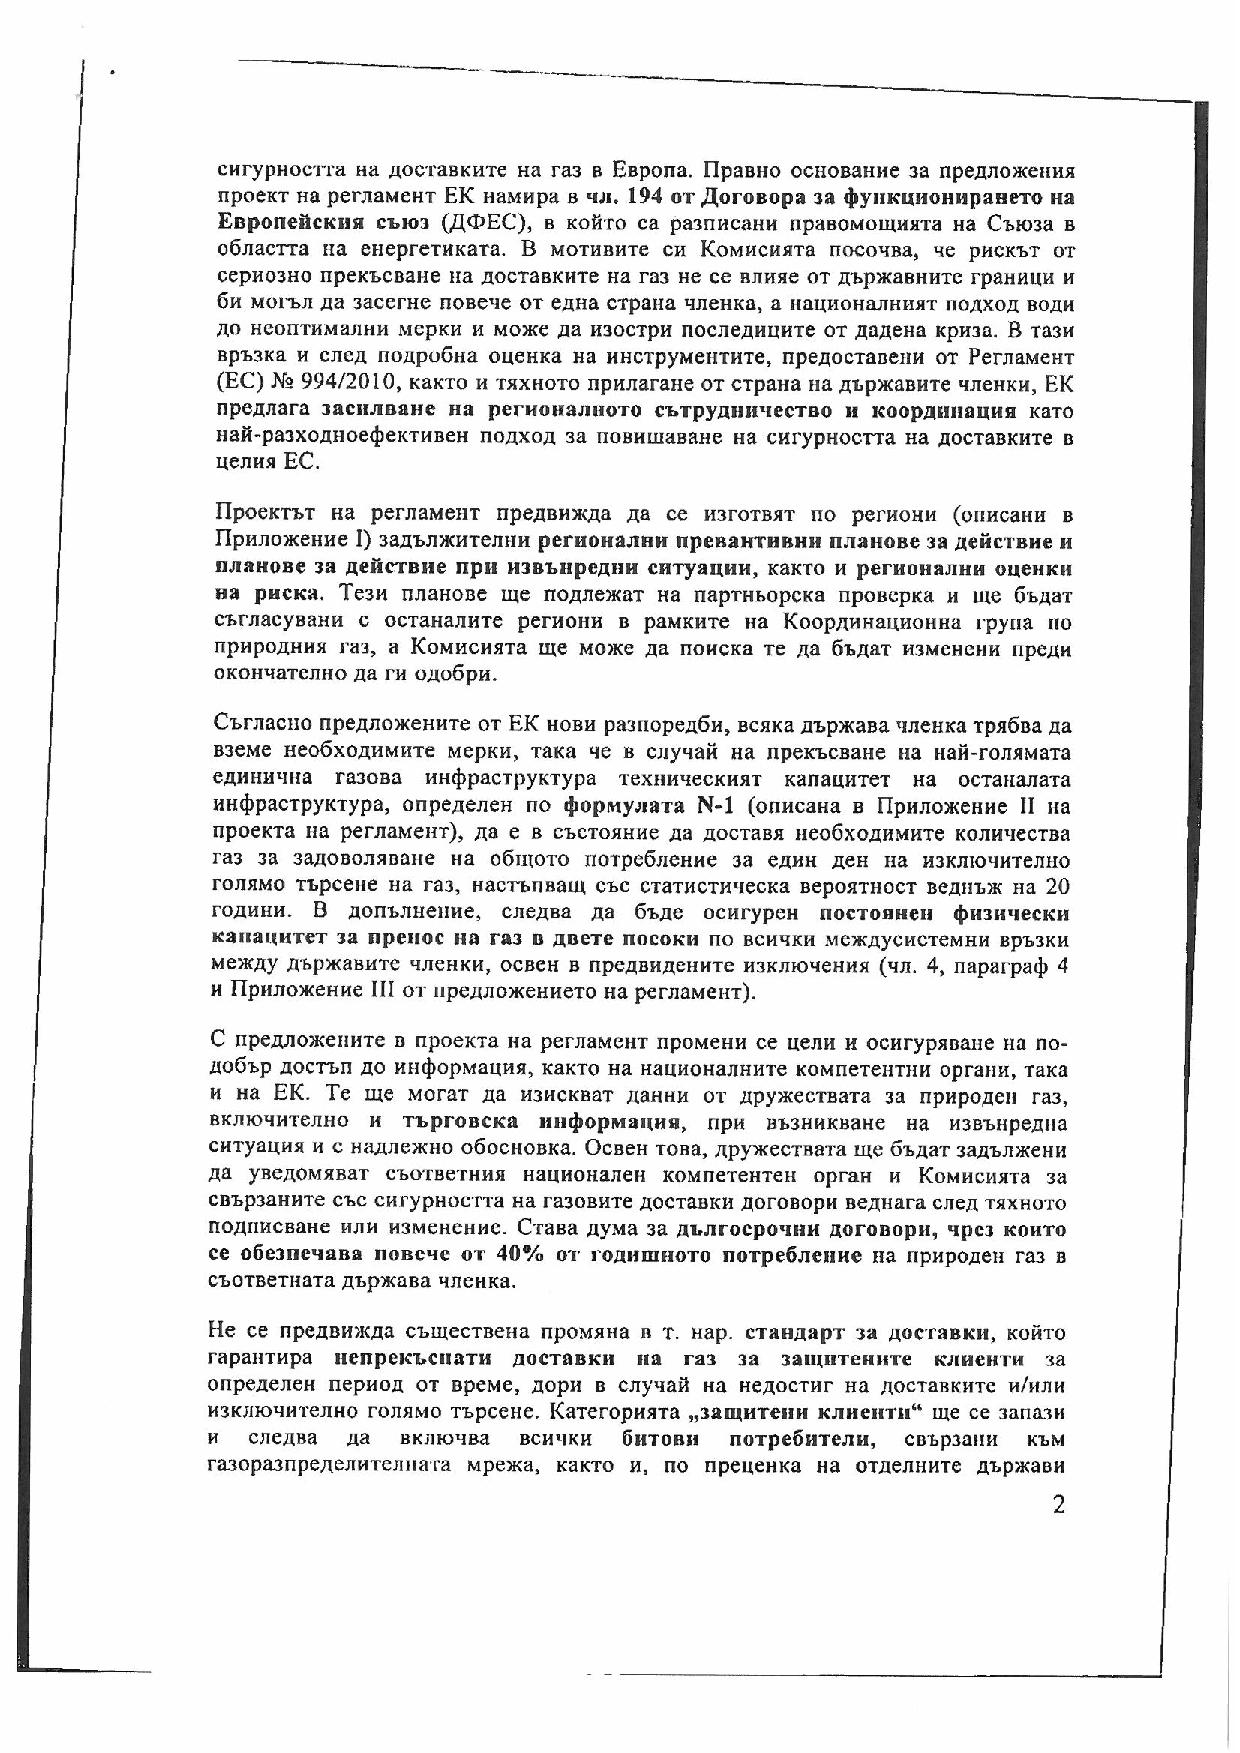 сигурността на доставките на газ в Европа. Правно основание за предложения
проект на регламент ЕК намира в чл. 194 от Договора за функционирането на
Европейския съюз (ДФЕС), в който са разписани правомощията на Съюза в
областта на енергетиката. В мотивите си Комисията посочва, че рискът от
сериозно прекъсване на доставките на газ не се влияе от държавните граници и
би могъл да засегне повече от една страна членка, а националният подход води
до неоптимални мерки и може да изостри последиците от дадена криза. В тази
връзка и след подробна оценка на инструментите, предоставени от Регламент
(ЕС) № 994/2010, както и тяхното прилагане от страна на държавите членки, ЕК
предлага засилване на регионалното сътрудничество и координация като
най-разходноефективен подход за повишаване на сигурността на доставките в
целия ЕС.
Проектът на регламент предвижда да се изготвят по региони (описани в
Приложение I) задължителни регионални превантивни планове за действие и
планове за действие при извънредни ситуации, както и регионални оценки
на риска. Тези планове ще подлежат на партньорска проверка и ще бъдат
съгласувани с останалите региони в рамките на Координационна група по
природния газ, а Комисията ще може да поиска те да бъдат изменени преди
окончателно да ги одобри.
Съгласно предложените от ЕК нови разпоредби, всяка държава членка трябва да
вземе необходимите мерки, така че в случай на прекъсване на най-голямата
единична газова инфраструктура техническият капацитет на останалата
инфраструктура, определен по формулата N-1 (описана в Приложение II на
проекта на регламент), да е в състояние да доставя необходимите количества
газ за задоволяване на общото потребление за един ден на изключително
голямо търсене на газ, настъпващ със статистическа вероятност веднъж на 20
години. В допълнение, следва да бъде осигурен постоянен физически
капацитет за пренос на газ в двете посоки по всички междусистемни връзки
между държавите членки, освен в предвидените изключения (чл. 4, параграф 4
и Приложение III от предложението на регламент).
С предложените в проекта на регламент промени се цели и осигуряване на по-
добър достъп до информация, както на националните компетентни органи, така
и на ЕК. Те ще могат да изискват данни от дружествата за природен газ,
включително и търговска информация, при възникване на извънредна
ситуация и с надлежно обосновка. Освен това, дружествата ще бъдат задължени
да уведомяват съответния национален компетентен орган и Комисията за
свързаните със сигурността на газовите доставки договори веднага след тяхното
подписване или изменение. Става дума за дългосрочни договори, чрез които
се обезпечава повече от 40% от годишното потребление на природен газ в
съответната държава членка.
Не се предвижда съществена промяна в т. нар. стандарт за доставки, който
гарантира непрекъснати доставки на газ за защитените клиенти за
определен период от време, дори в случай на недостиг на доставките и/или
изключително голямо търсене. Категорията „защитени клиенти“ ще се запази
и следва да включва всички битови потребители, свързани към
газоразпределителната мрежа, както и, по преценка на отделните държави
2